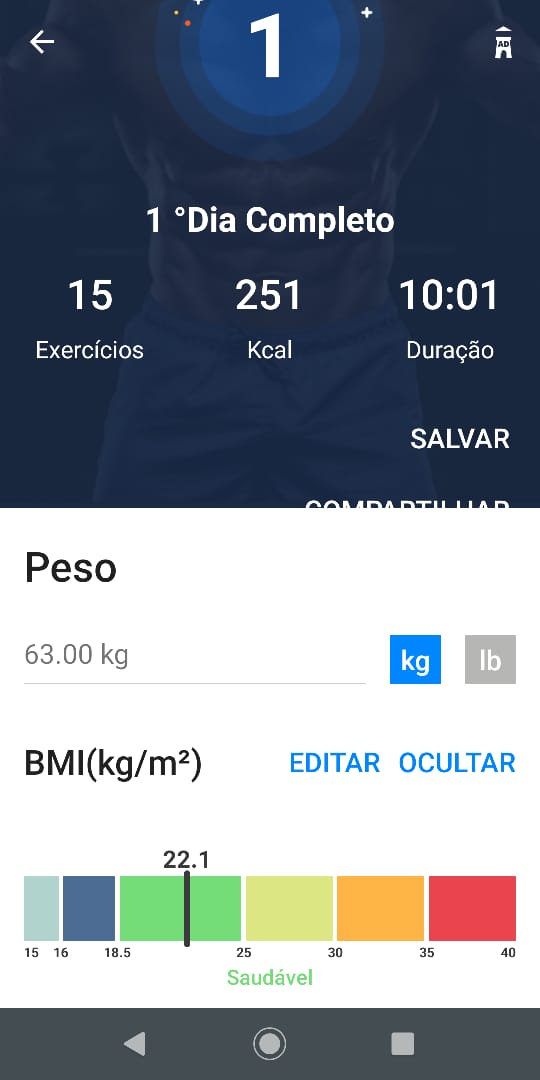 1
AD
1 °Dia Completo
15 251 10:01
Exercícios Kcal Duração
SALVAR
COMPARTILHAR
Peso
63.00 kg kg lb
BMI(kg/m²) EDITAR OCULTAR
22.1
15 16 18.5 25 30 35 40
Saudável